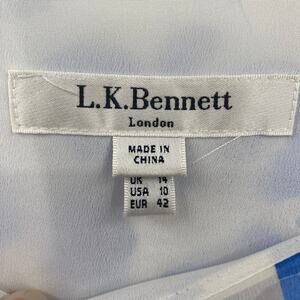 L.K.Bennett
London
MADE IN
CHINA
UK 14
USA 10
EUR 42